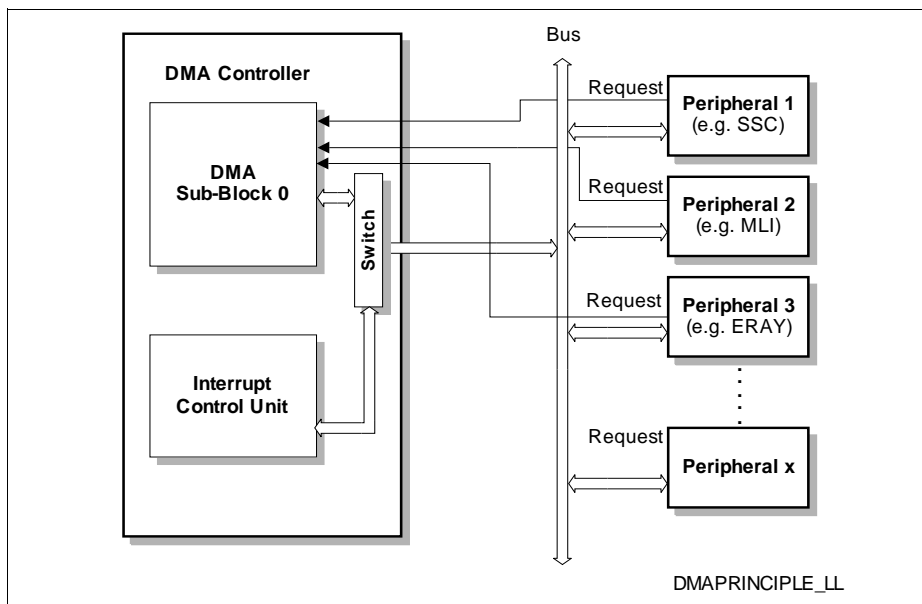 Bus
DMA Controller
Request
Peripheral 1
(e.g. SSC)
DMA
Sub-Block 0
Request
Peripheral 2
(e.g. MLI)
Switch
Request
Peripheral 3
(e.g. ERAY)
Interrupt
Control Unit
Request
Peripheral x
DMAPRINCIPLE_LL